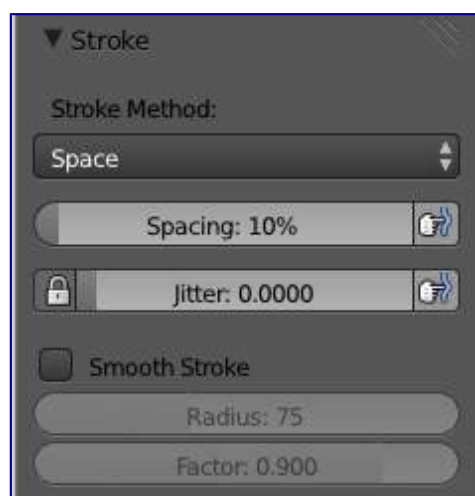 Stroke
Stroke Method:
Space
Spacing: 10%
Jitter: 0.0000
Smooth Stroke
Radius: 75
Factor: 0.900